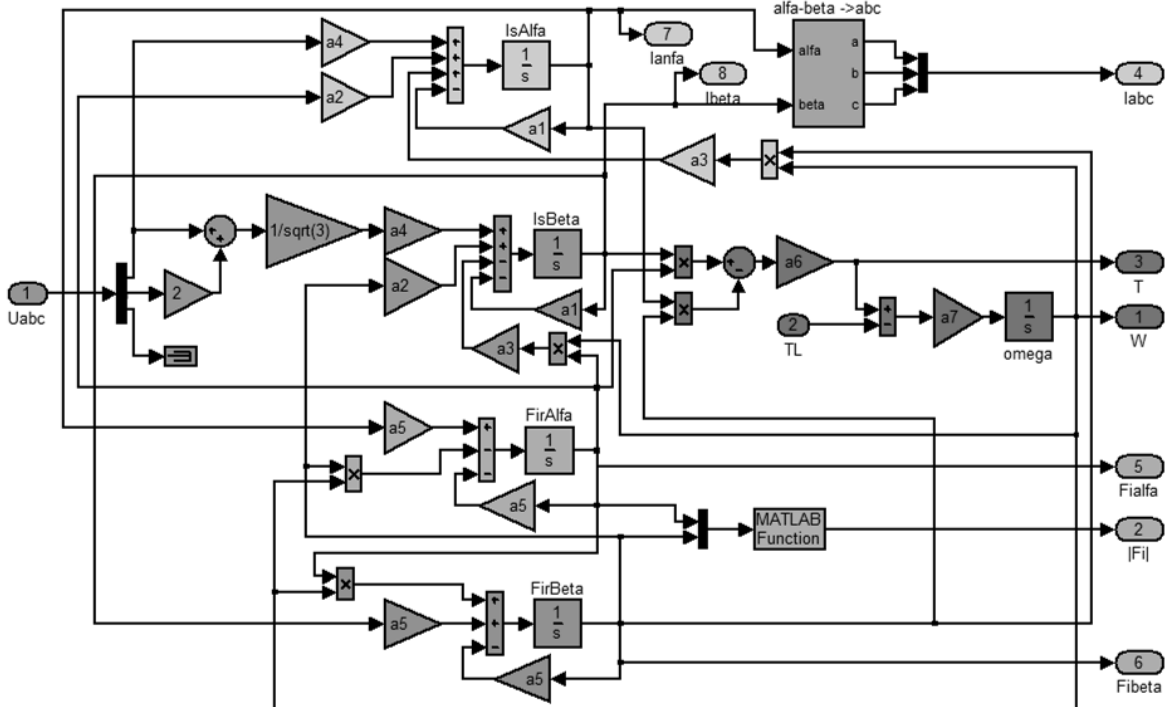 alfa-beta ->abc
a4
+
+
+
−
IsAlfa
1
s
7
Ianfa
alfa
a
b
c
beta
8
Ibeta
4
Iabc
a2
a1
a3
×
1
Uabc
+
+
1/sqrt(3)
a4
+
+
−
−
IsBeta
1
s
×
+
−
a6
3
T
2
a2
a1
×
2
TL
+
−
a7
1
s
omega
1
W
a3
×
a5
+
−
−
FirAlfa
1
s
×
5
Fialfa
a5
MATLAB
Function
2
|Fi|
×
a5
+
+
−
FirBeta
1
s
a5
6
Fibeta